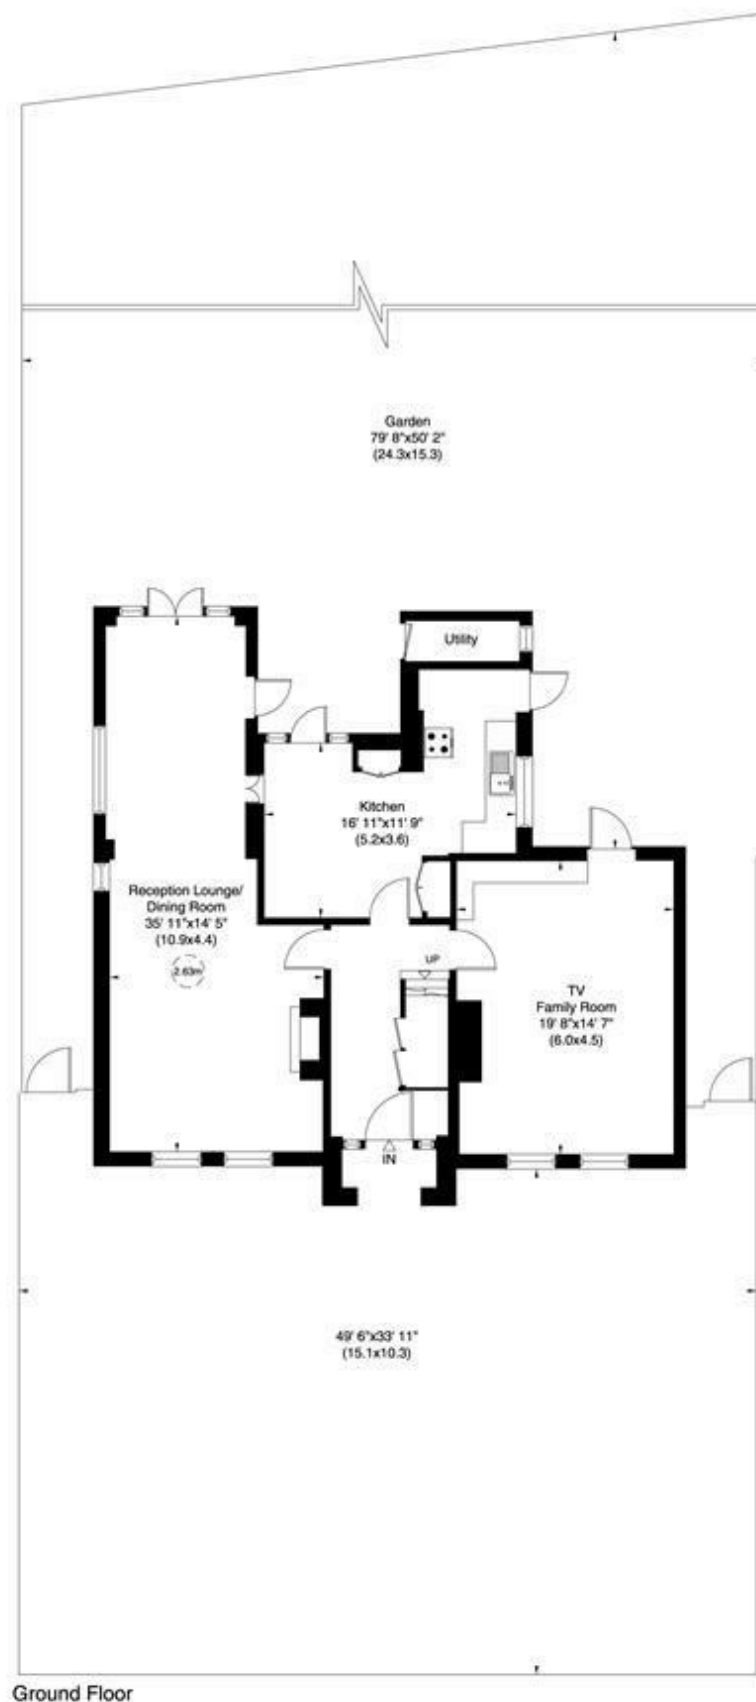 Garden
79' 8"x50' 2"
(24.3x15.3)
Utility
Kitchen
16' 11"x11' 9"
(5.2x3.6)
Reception Lounge/
Dining Room
35' 11"x14' 5"
(10.9x4.4)
2.63m
UP
TV
Family Room
19' 8"x14' 7"
(6.0x4.5)
IN
49' 6"x33' 11"
(15.1x10.3)
Ground Floor